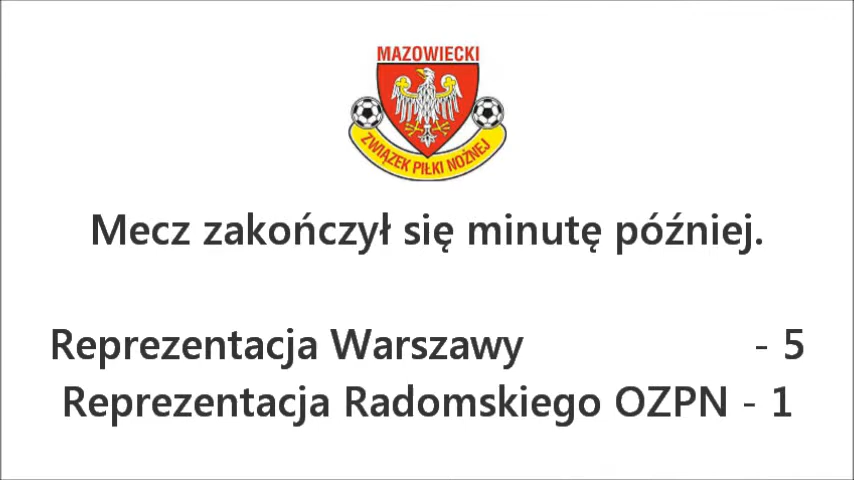 MAZOWIECKI
ZWIĄZEK PIŁKI NOŻNEJ
Mecz zakończył się minutę później.
Reprezentacja Warszawy - 5
Reprezentacja Radomskiego OZPN - 1